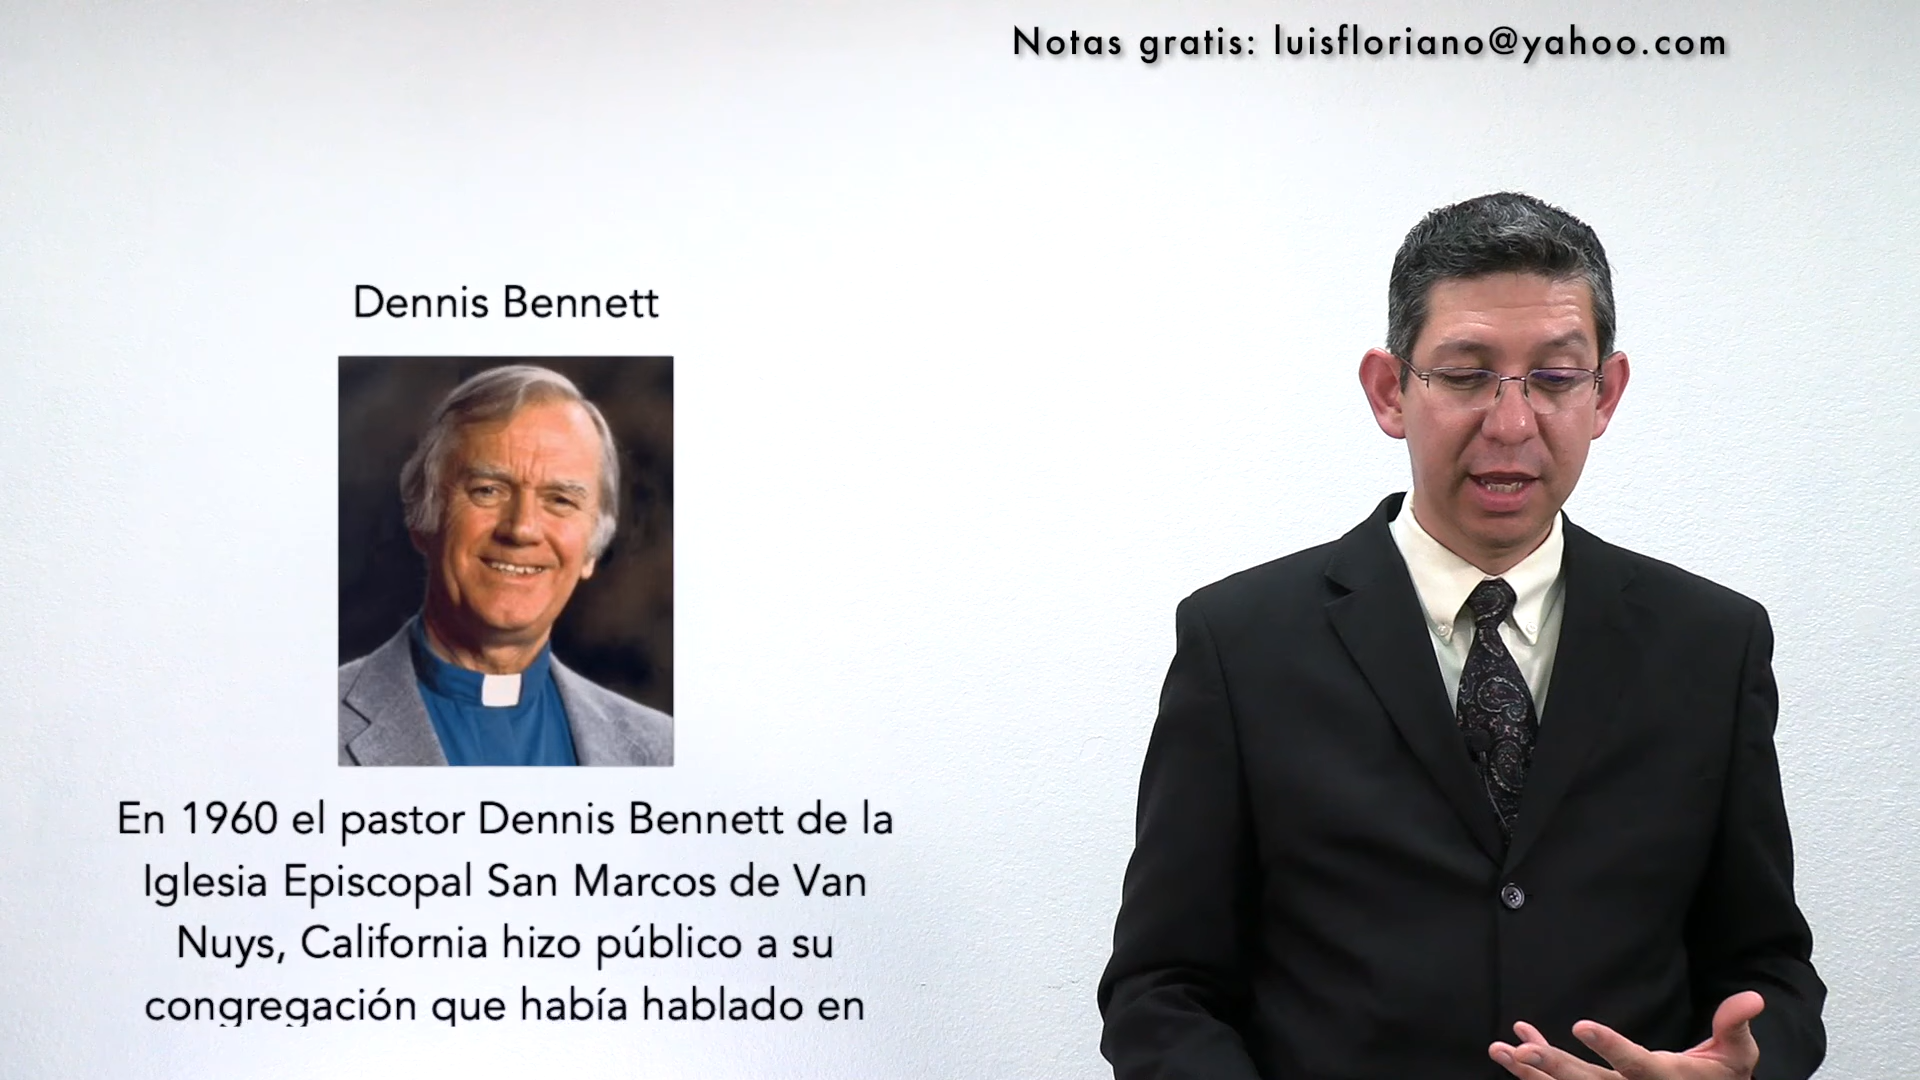 Notas gratis: luisfloriano@yahoo.com
Dennis Bennett
En 1960 el pastor Dennis Bennett de la
Iglesia Episcopal San Marcos de Van
Nuys, California hizo público a su
congregación que había hablado en